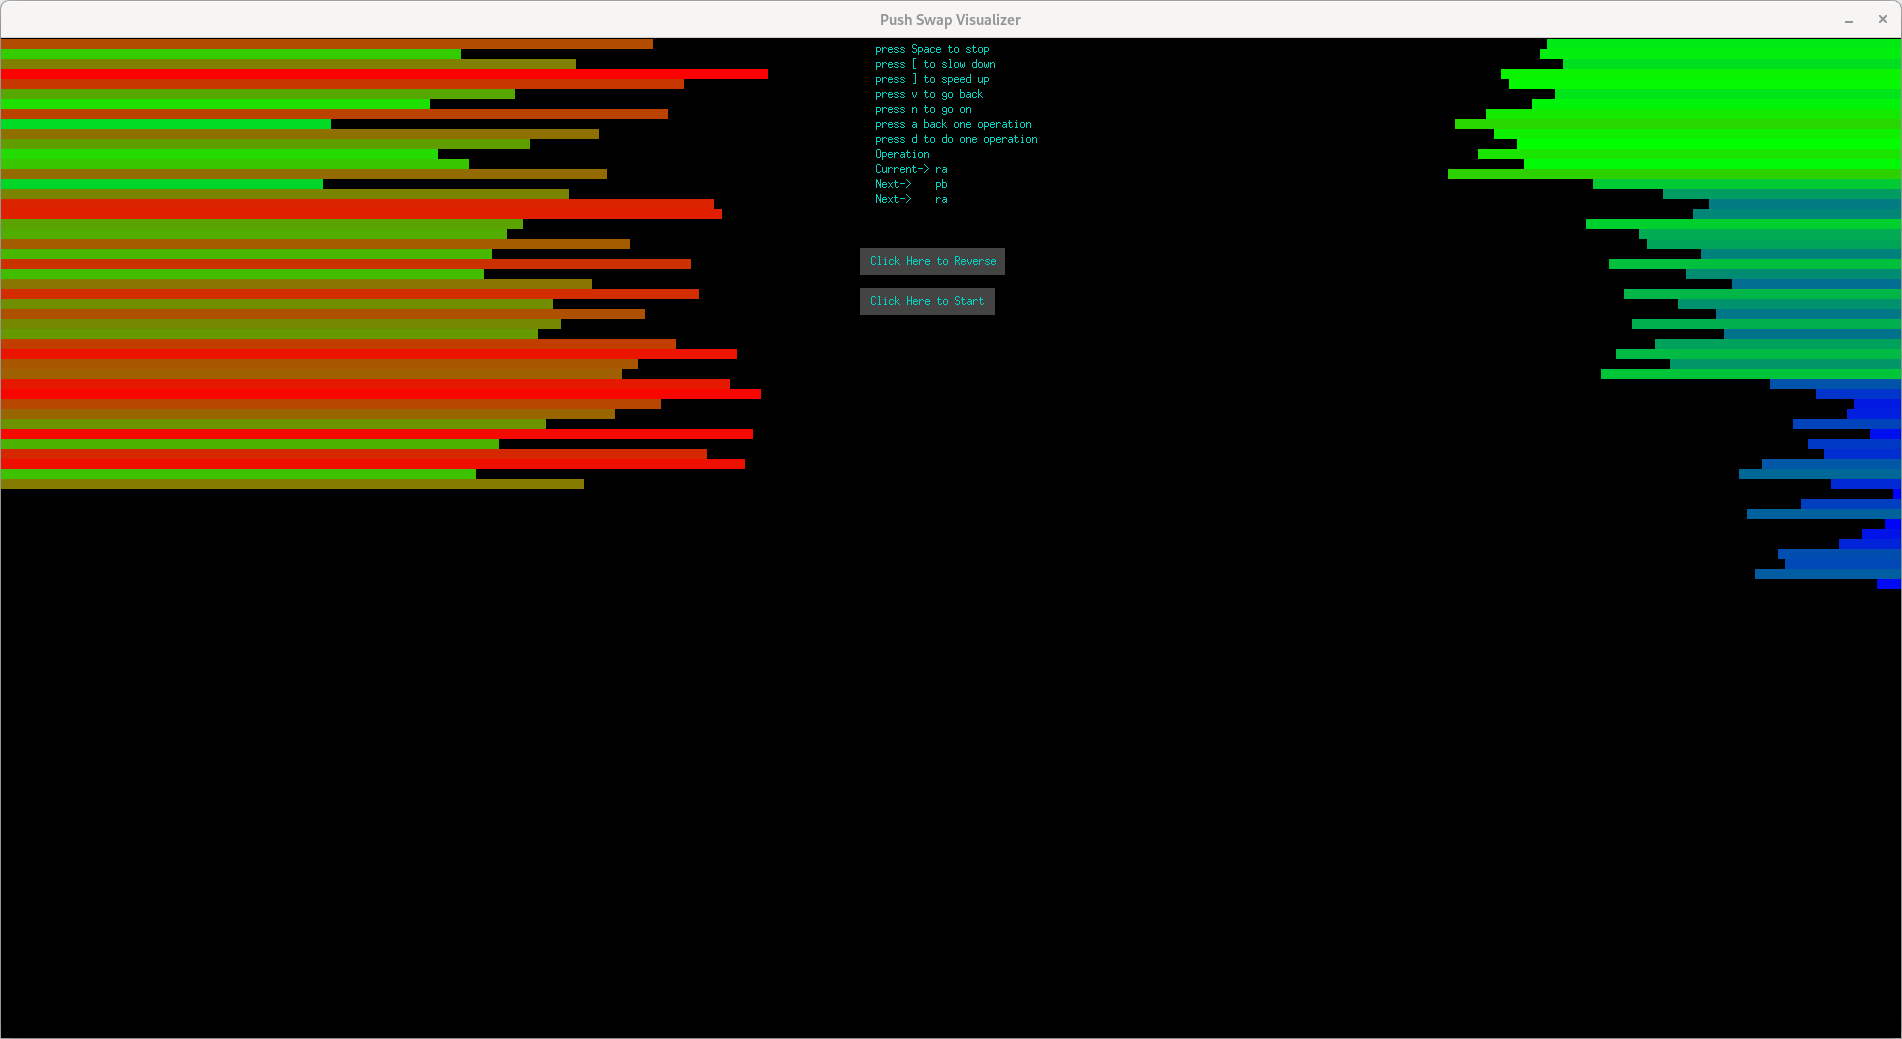 Push Swap Visualizer
press Space to stop
press [ to slow down
press ] to speed up
press v to go back
press n to go on
press a back one operation
press d to do one operation
Operation
Current-> ra
Next-> pb
Next-> ra
Click Here to Reverse
Click Here to Start